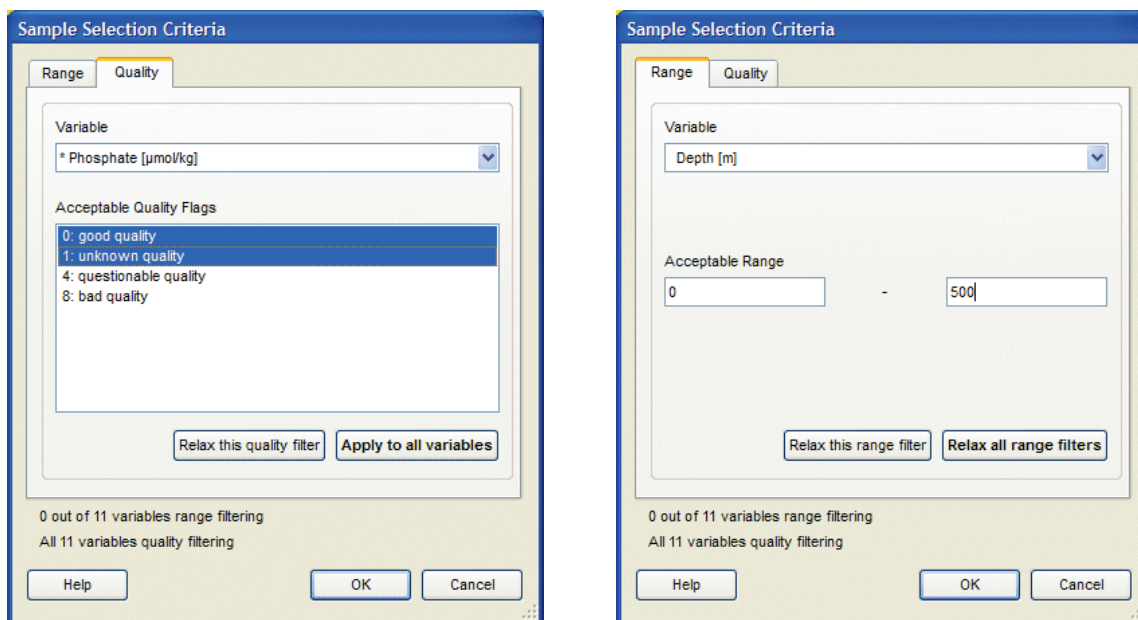 Sample Selection Criteria
Range
Quality
Variable
* Phosphate [µmol/kg]
Acceptable Quality Flags
0: good quality
1: unknown quality
4: questionable quality
8: bad quality
Relax this quality filter
Apply to all variables
0 out of 11 variables range filtering
All 11 variables quality filtering
Help
OK
Cancel
Sample Selection Criteria
Range
Quality
Variable
Depth [m]
Acceptable Range
0 - 500
Relax this range filter
Relax all range filters
0 out of 11 variables range filtering
All 11 variables quality filtering
Help
OK
Cancel